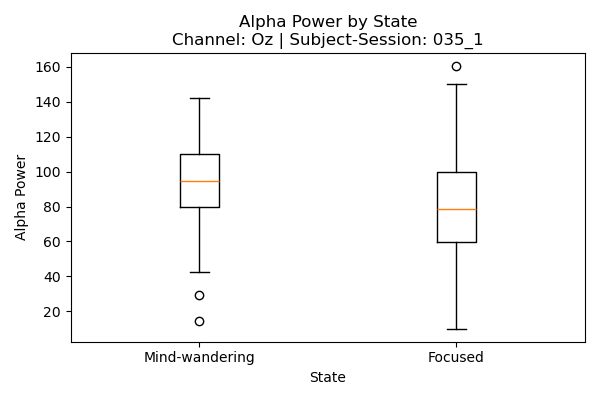 Alpha Power by State
Channel: Oz | Subject-Session: 035_1
Alpha Power
160
140
120
100
80
60
40
20
Mind-wandering
Focused
State